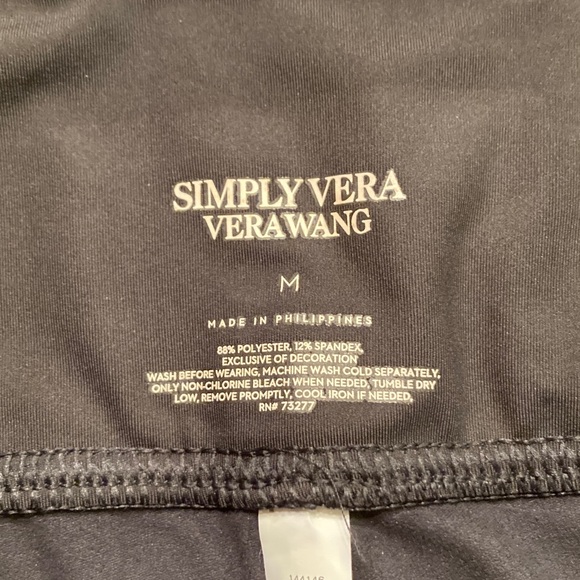 SIMPLY VERA
VERAWANG
M
MADE IN PHILIPPINES
88% POLYESTER, 12% SPANDEX,
EXCLUSIVE OF DECORATION
WASH BEFORE WEARING, MACHINE WASH COLD SEPARATELY,
ONLY NON-CHLORINE BLEACH WHEN NEEDED, TUMBLE DRY
LOW, REMOVE PROMPTLY, COOL IRON IF NEEDED,
RN# 73277